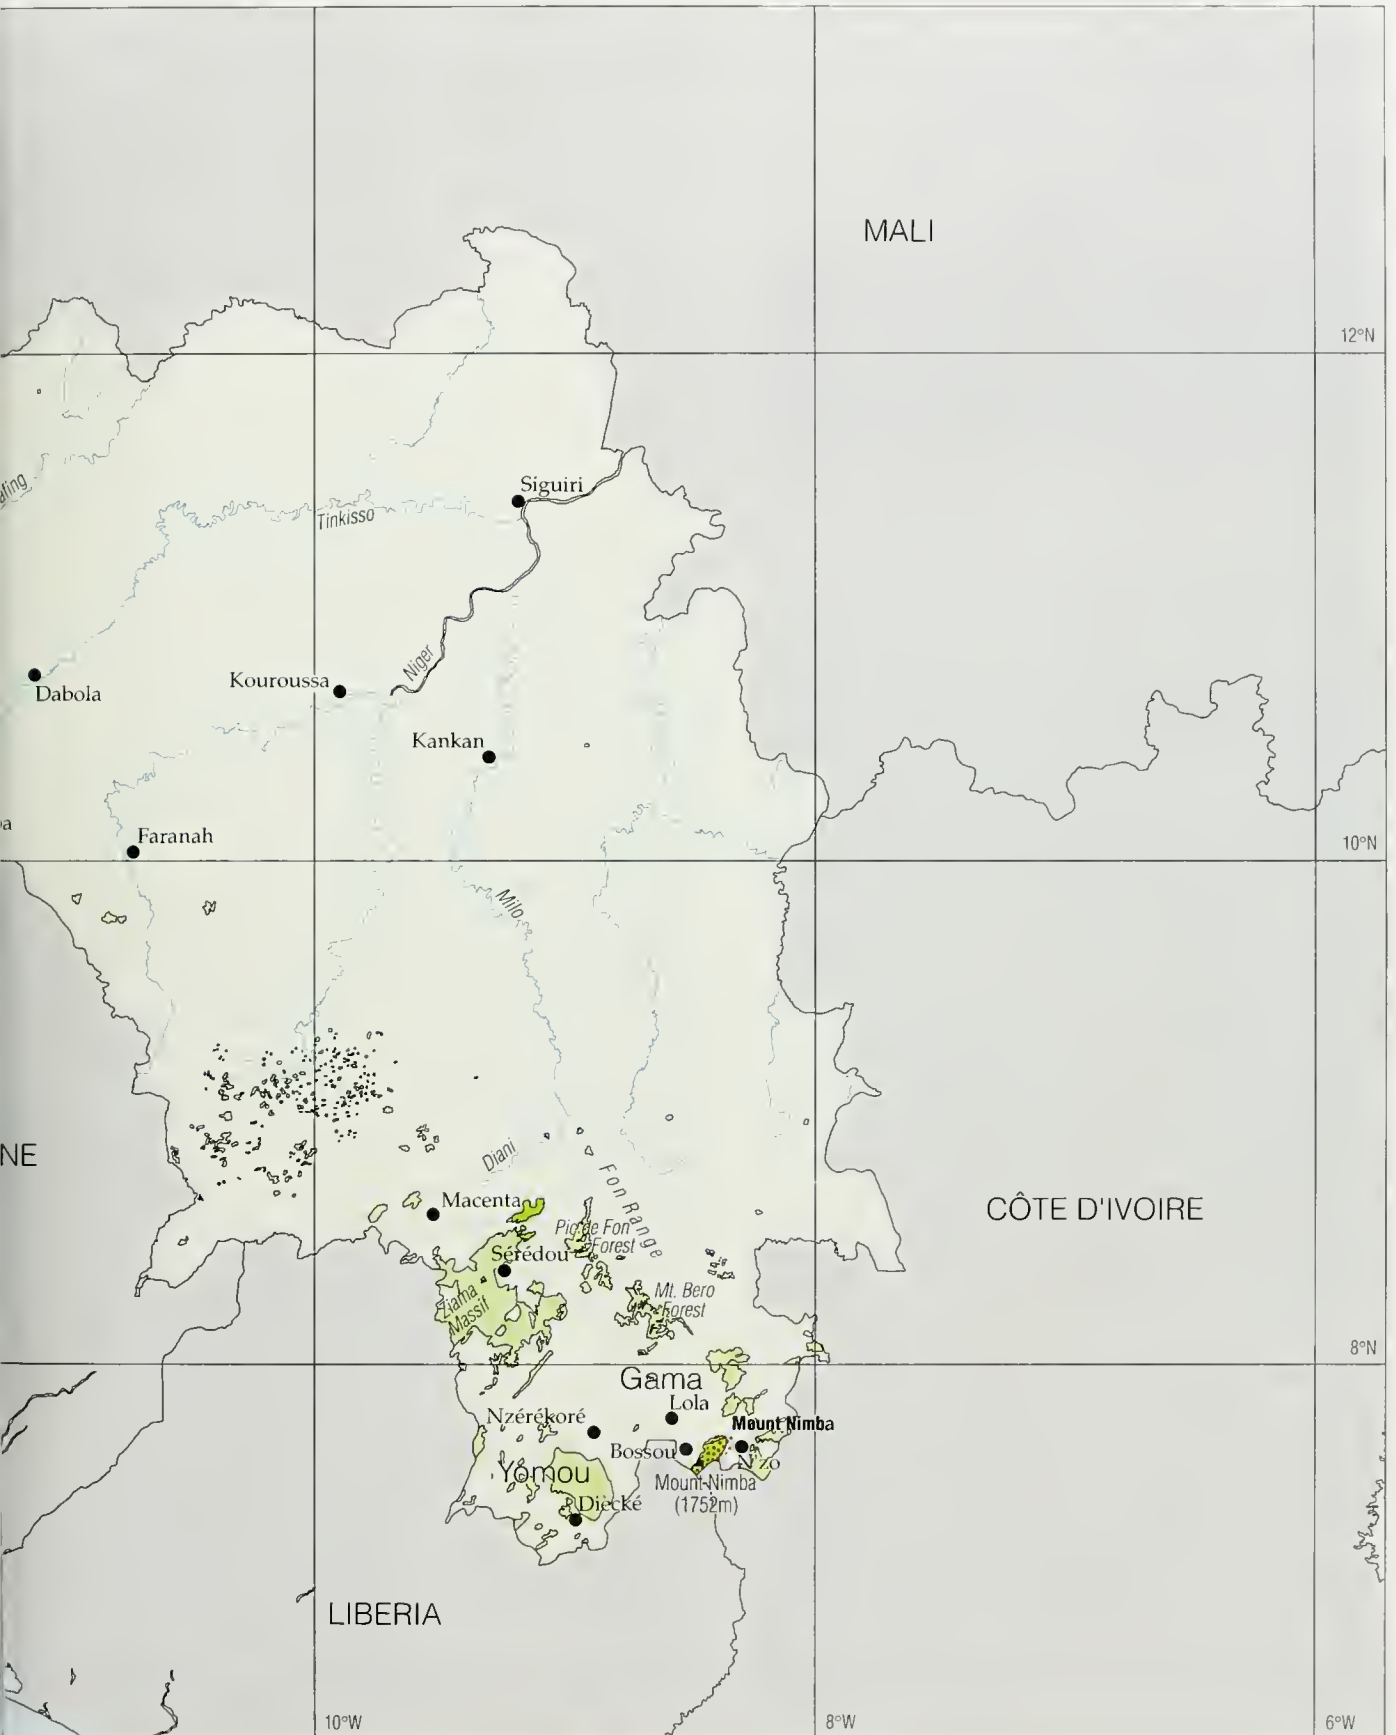 MALI
12°N
Siguiri
Tinkisso
Niger
Kouroussa
Dabola
Kankan
Faranah
10°N
Milo
NE
Diani
Fon Range
Macenta
Pic de Fon
Forest
CÔTE D'IVOIRE
Sérédou
Ziama
Massif
Mt. Bero
Forest
8°N
Gama
Lola
Nzérékoré
Mount Nimba
Bossou
N'zo
Yomou
Mount Nimba
(1752m)
Diécké
LIBERIA
10°W
8°W
6°W